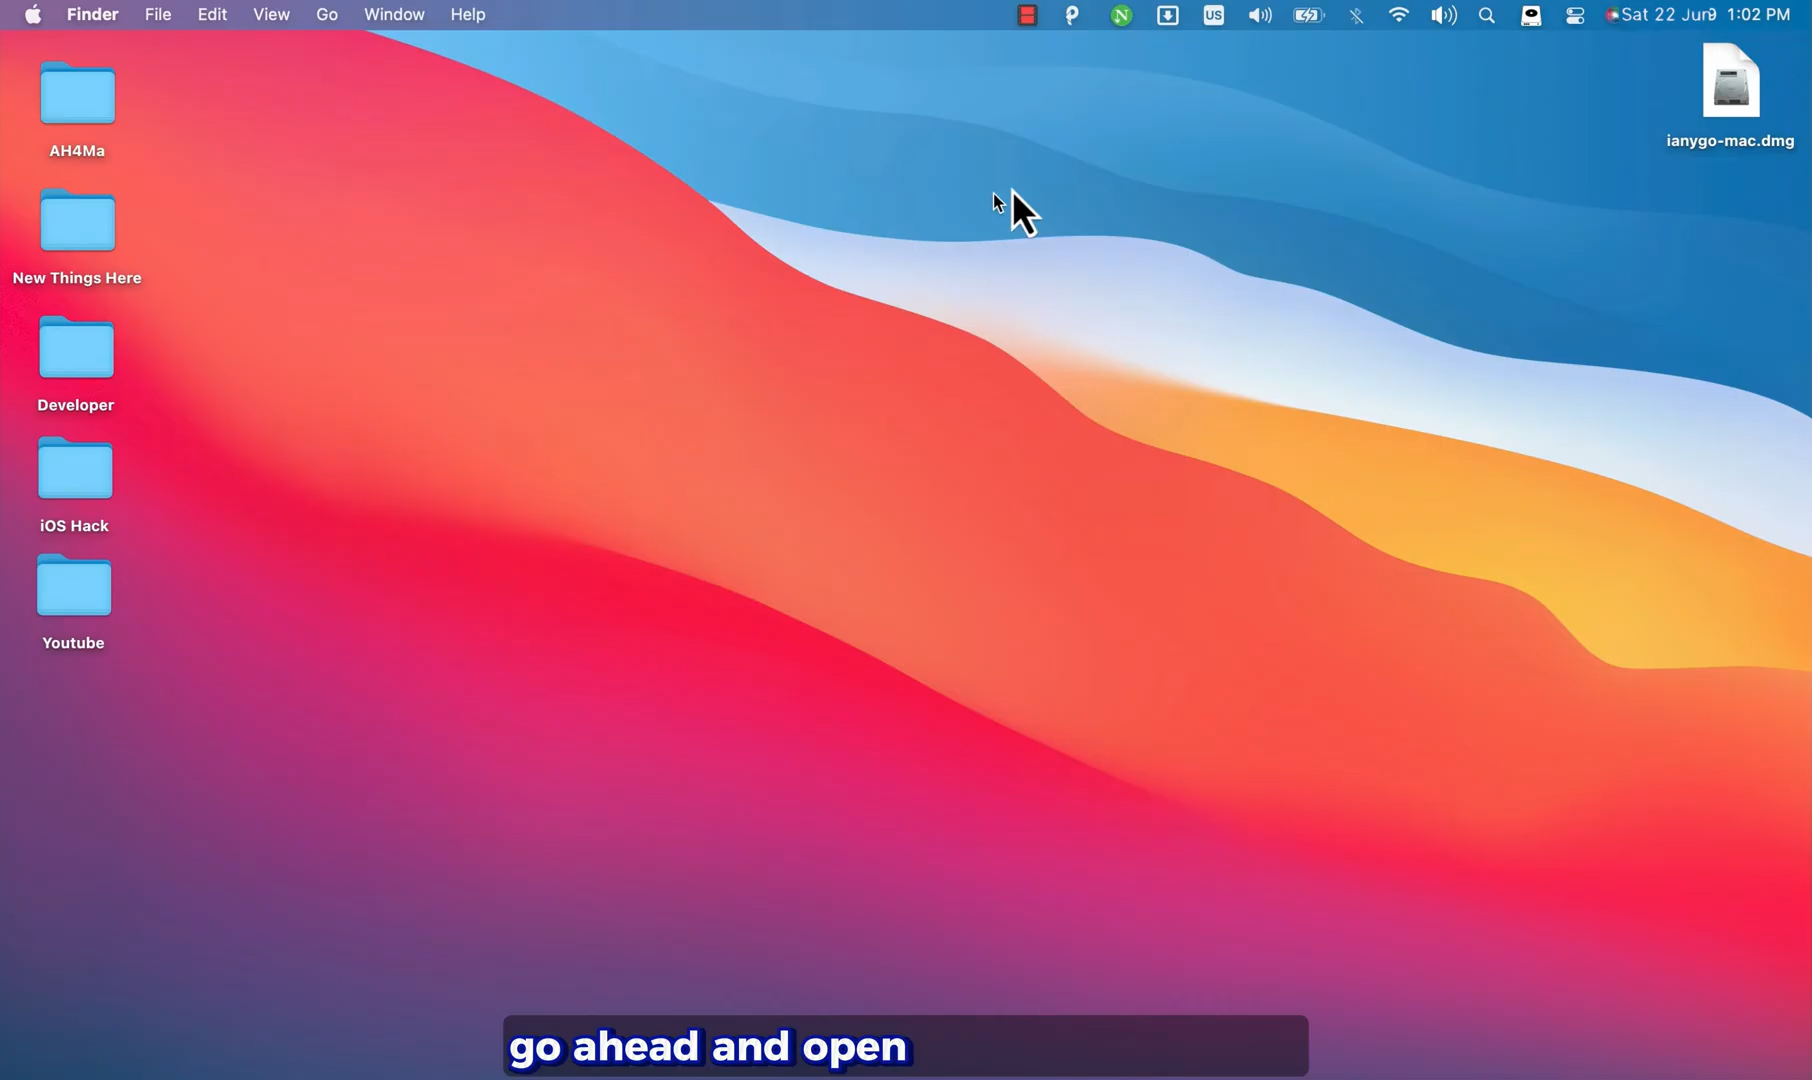 Finder File Edit View Go Window Help
N US Sat 22 Jun 1:02 PM
AH4Ma
ianygo-mac.dmg
New Things Here
Developer
iOS Hack
Youtube
go ahead and open